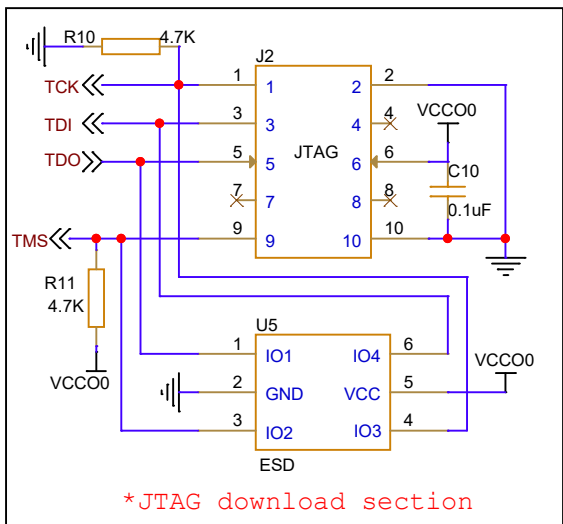 R10 4.7K
J2
TCK 1 1 2 2
VCCO0
TDI 3 3 4 4
JTAG
TDO 5 5 6 6
C10
7 7 8 8
0.1uF
TMS 9 9 10 10
R11
4.7K
U5
1 IO1 IO4 6
VCCO0
VCCO0
2 GND VCC 5
3 IO2 IO3 4
ESD
*JTAG download section